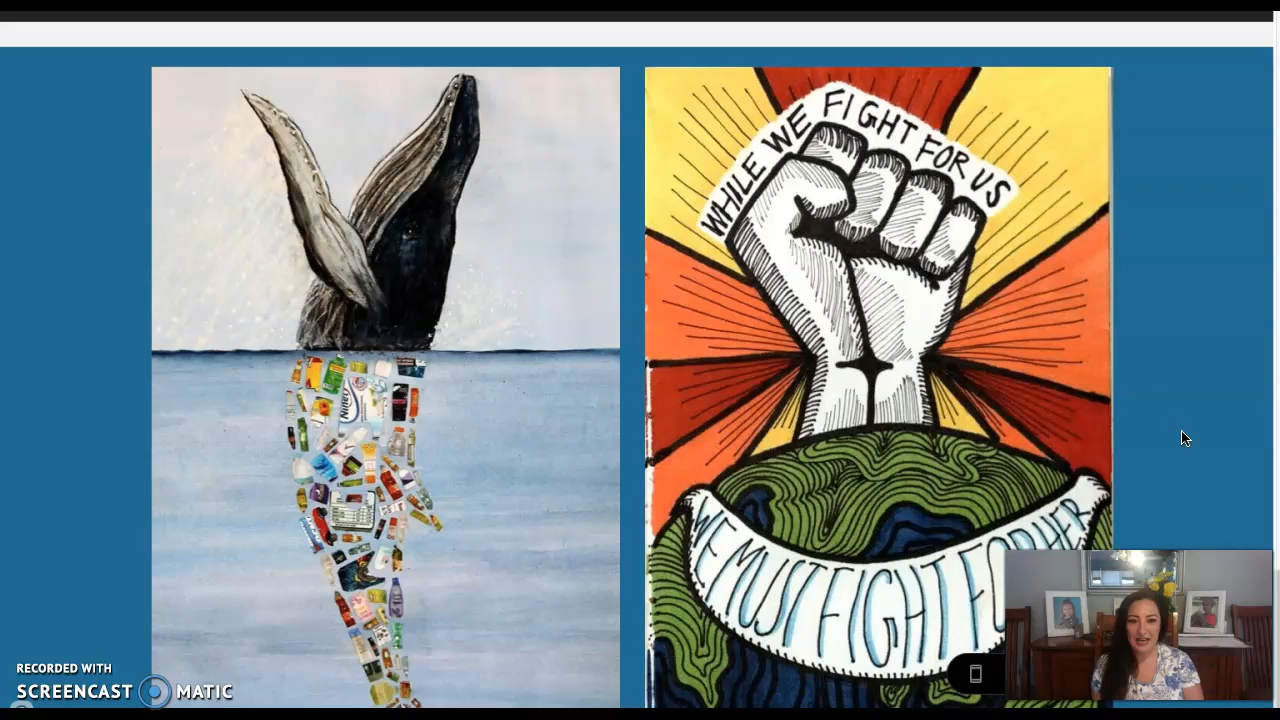 WHILE WE FIGHT FOR US
WE MUST FIGHT FOR HER
RECORDED WITH
SCREENCAST MATIC